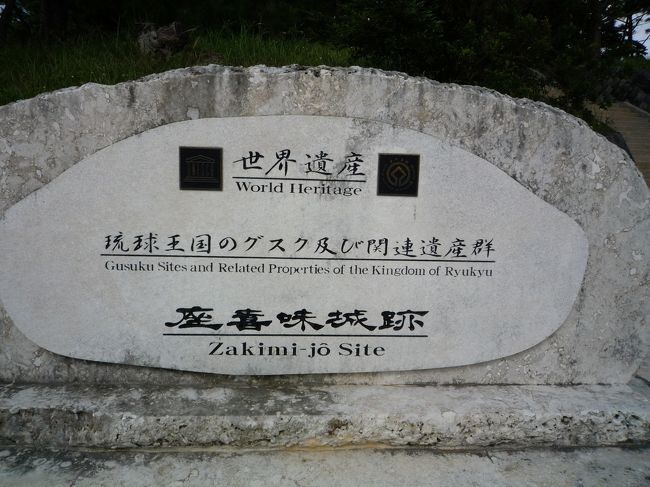 世界遺産
World Heritage
琉球王国のグスク及び関連遺産群
Gusuku Sites and Related Properties of the Kingdom of Ryukyu
座喜味城跡
Zakimi-jô Site